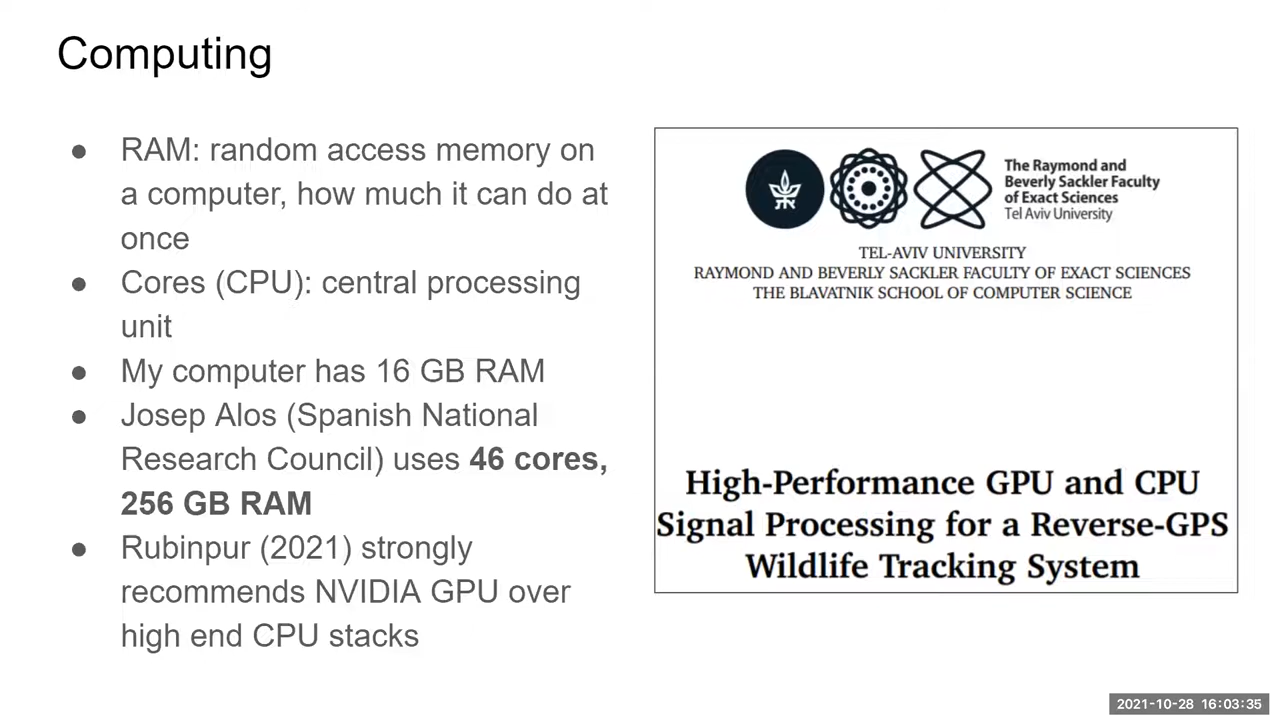 Computing
● RAM: random access memory on
a computer, how much it can do at
once
● Cores (CPU): central processing
unit
● My computer has 16 GB RAM
● Josep Alos (Spanish National
Research Council) uses 46 cores,
256 GB RAM
● Rubinpur (2021) strongly
recommends NVIDIA GPU over
high end CPU stacks
The Raymond and
Beverly Sackler Faculty
of Exact Sciences
Tel Aviv University
TEL-AVIV UNIVERSITY
RAYMOND AND BEVERLY SACKLER FACULTY OF EXACT SCIENCES
THE BLAVATNIK SCHOOL OF COMPUTER SCIENCE
High-Performance GPU and CPU
Signal Processing for a Reverse-GPS
Wildlife Tracking System
2021-10-28 16:03:35